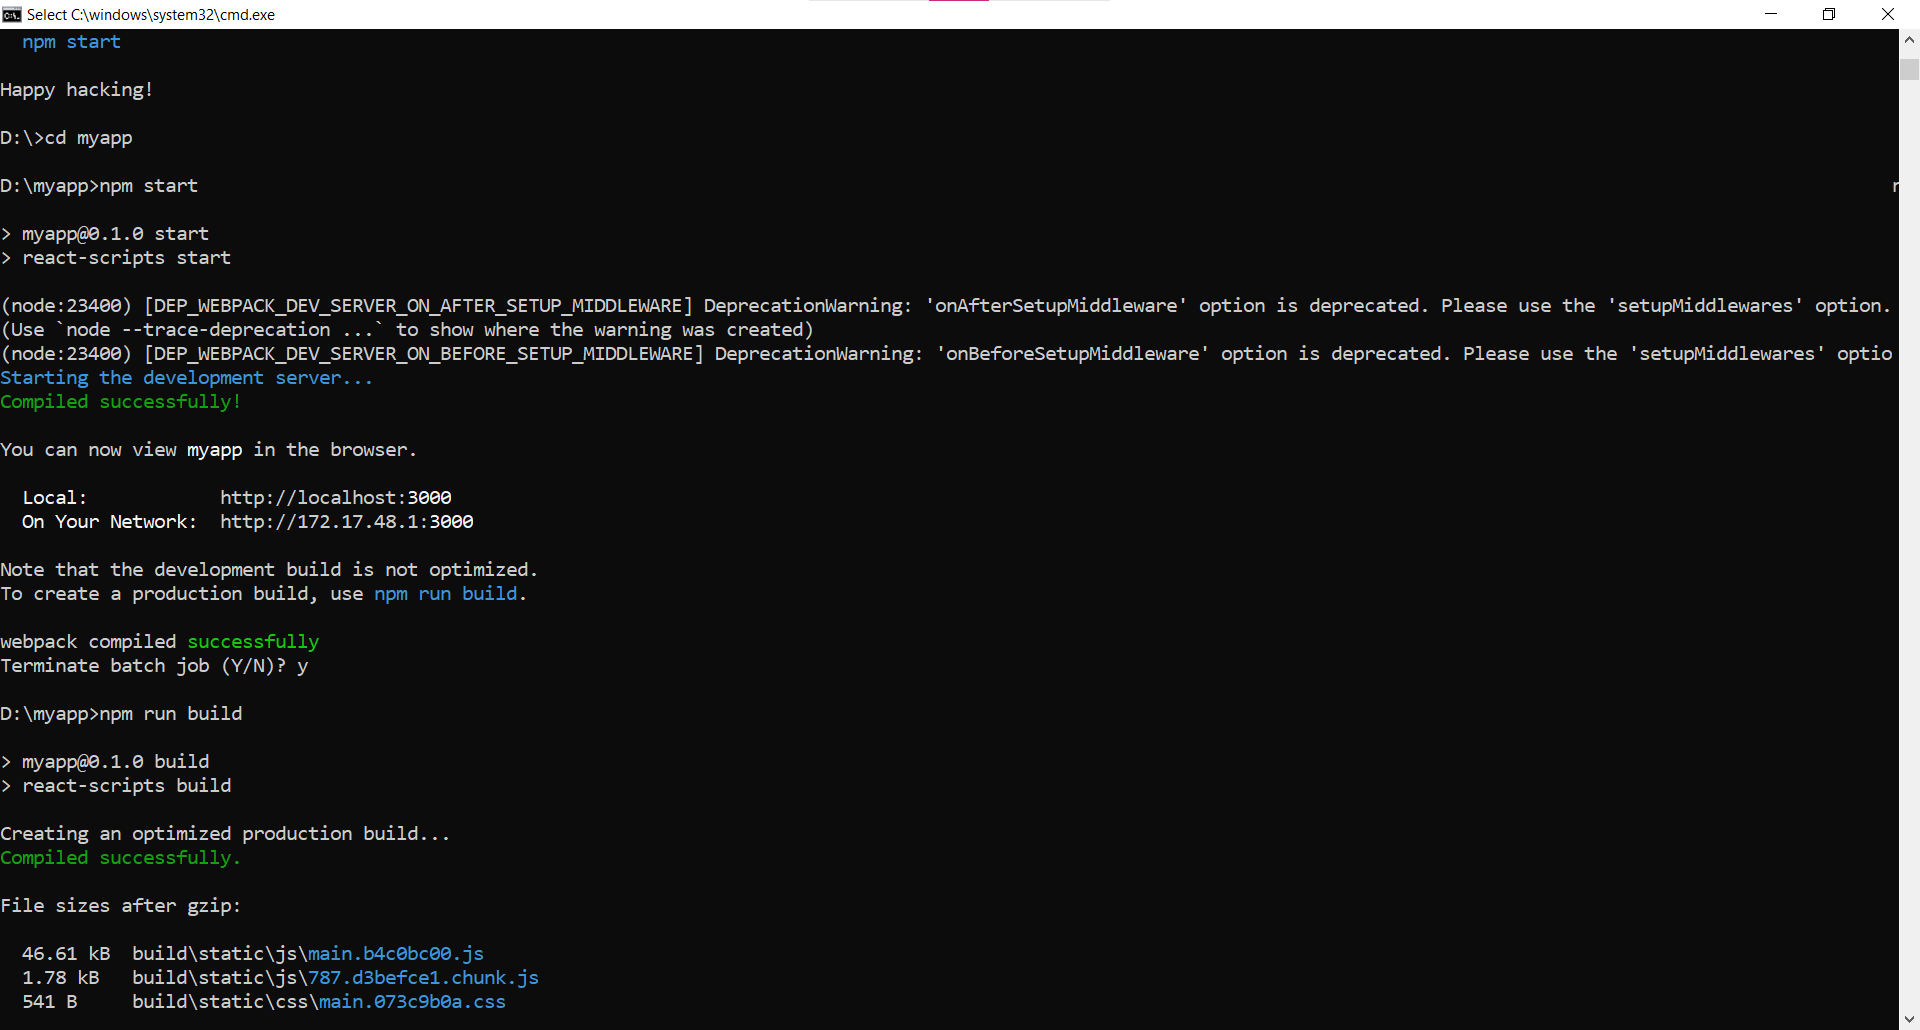 Select C:\windows\system32\cmd.exe
npm start
Happy hacking!
D:\>cd myapp
D:\myapp>npm start r
> myapp@0.1.0 start
> react-scripts start
(node:23400) [DEP_WEBPACK_DEV_SERVER_ON_AFTER_SETUP_MIDDLEWARE] DeprecationWarning: 'onAfterSetupMiddleware' option is deprecated. Please use the 'setupMiddlewares' option.
(Use `node --trace-deprecation ...` to show where the warning was created)
(node:23400) [DEP_WEBPACK_DEV_SERVER_ON_BEFORE_SETUP_MIDDLEWARE] DeprecationWarning: 'onBeforeSetupMiddleware' option is deprecated. Please use the 'setupMiddlewares' optio
Starting the development server...
Compiled successfully!
You can now view myapp in the browser.
Local: http://localhost:3000
On Your Network: http://172.17.48.1:3000
Note that the development build is not optimized.
To create a production build, use npm run build.
webpack compiled successfully
Terminate batch job (Y/N)? y
D:\myapp>npm run build
> myapp@0.1.0 build
> react-scripts build
Creating an optimized production build...
Compiled successfully.
File sizes after gzip:
46.61 kB build\static\js\main.b4c0bc00.js
1.78 kB build\static\js\787.d3befce1.chunk.js
541 B build\static\css\main.073c9b0a.css